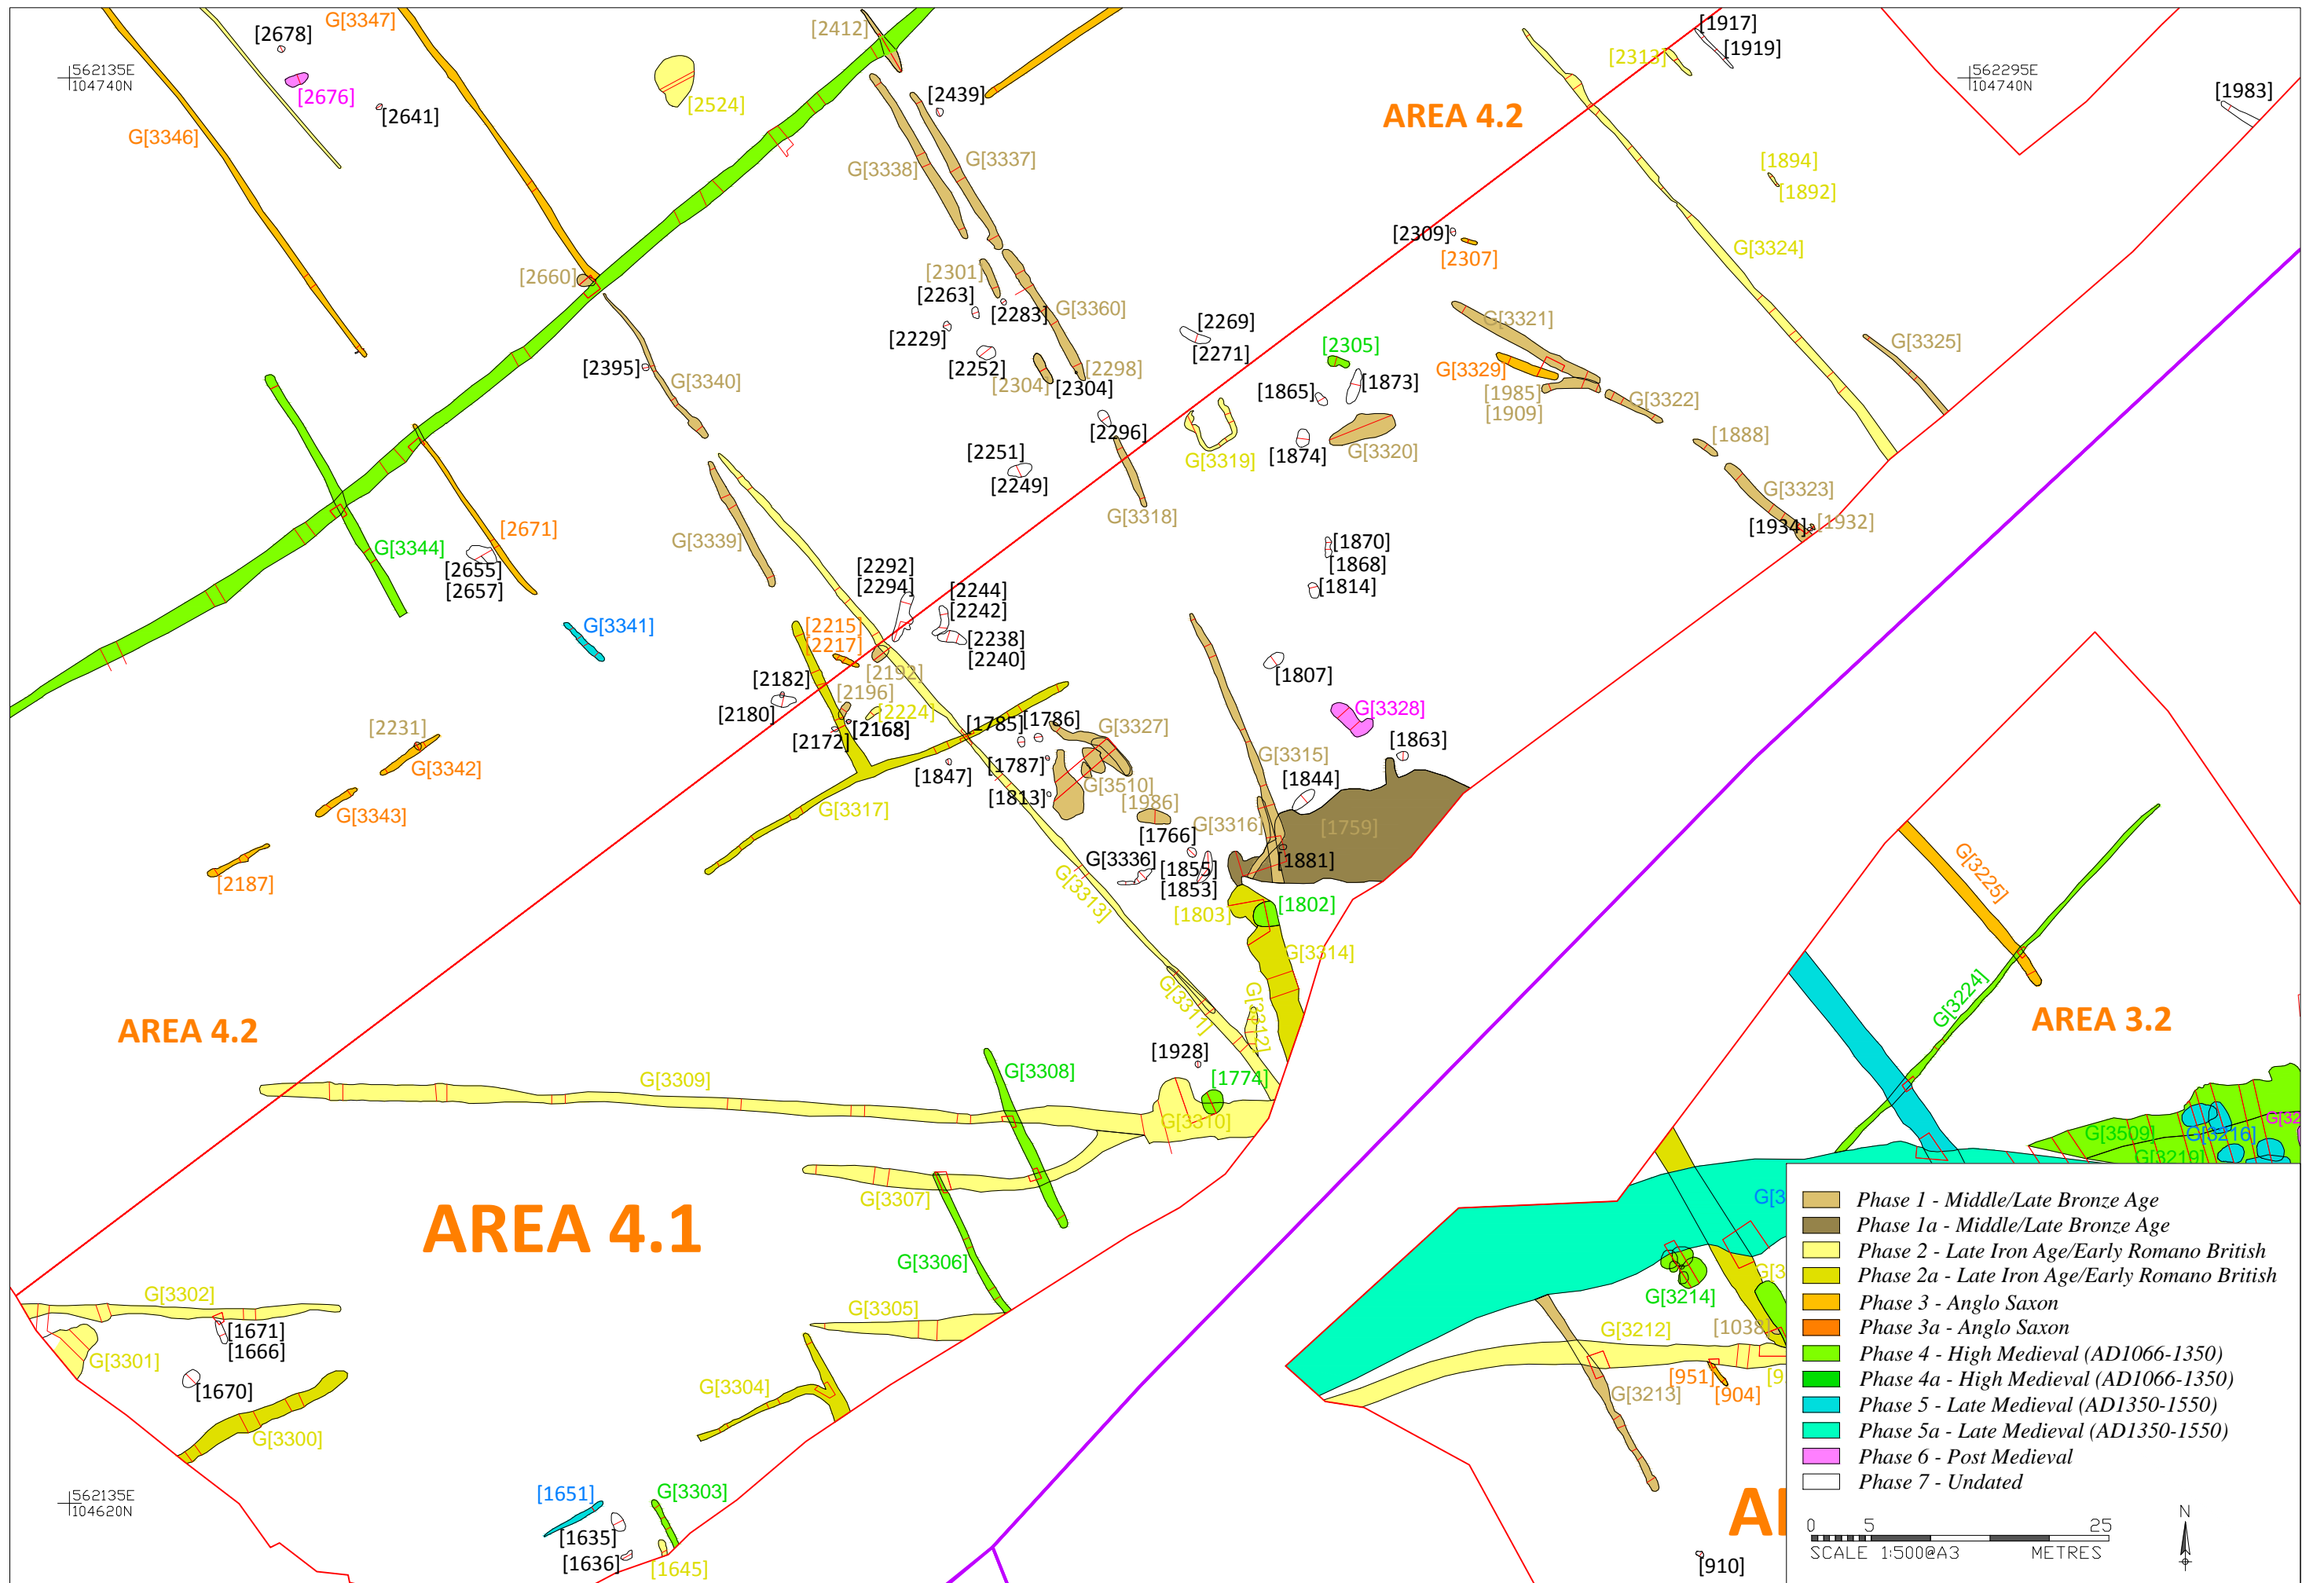 G[3347]
[2412]
[1917]
[2678]
[1919]
[2313]
562135E
104740N
562295E
104740N
[2676]
[2524]
[2439]
[1983]
[2641]
AREA 4.2
G[3346]
G[3338]
G[3337]
[1894]
[1892]
[2309]
[2307]
G[3324]
[2660]
[2301]
[2263]
[2283]
G[3360]
[2229]
[2269]
[2271]
G[3321]
[2252]
[2305]
G[3325]
[2395]
G[3340]
[2304]
[2298]
[2304]
G[3329]
[1873]
[1865]
[1985]
[1909]
G[3322]
[2296]
[1888]
[2251]
[2249]
G[3319]
[1874]
G[3320]
G[3323]
G[3318]
[1934]
[1932]
[2671]
G[3339]
G[3344]
[2655]
[2657]
[1870]
[1868]
[1814]
[2292]
[2294]
[2244]
[2242]
G[3341]
[2215]
[2217]
[2238]
[2240]
[2192]
[2182]
[2180]
[2196]
[2224]
[2168]
[2172]
[1807]
G[3328]
[2231]
[1785]
[1786]
G[3327]
[1863]
G[3342]
[1847]
[1787]
G[3315]
[1844]
G[3510]
[1813]
[1986]
G[3343]
G[3317]
G[3316]
[1759]
[1766]
G[3336]
[1855]
[1853]
[1881]
[2187]
G[3313]
G[3225]
[1803]
[1802]
G[3314]
G[3311]
G[3312]
G[3224]
AREA 4.2
AREA 3.2
[1928]
G[3309]
G[3308]
[1774]
G[3310]
G[3509]
G[3216]
G[3219]
G[32
G[3307]
G[3
AREA 4.1
G[3306]
G[3
G[3302]
G[3305]
G[3214]
[1671]
[1666]
G[3212]
[1038]
G[3301]
[1670]
G[3304]
[951]
[904]
[9
G[3213]
G[3300]
562135E
104620N
[1651]
G[3303]
[1635]
[1636]
[1645]
[910]
Phase 1 - Middle/Late Bronze Age
Phase 1a - Middle/Late Bronze Age
Phase 2 - Late Iron Age/Early Romano British
Phase 2a - Late Iron Age/Early Romano British
Phase 3 - Anglo Saxon
Phase 3a - Anglo Saxon
Phase 4 - High Medieval (AD1066-1350)
Phase 4a - High Medieval (AD1066-1350)
Phase 5 - Late Medieval (AD1350-1550)
Phase 5a - Late Medieval (AD1350-1550)
Phase 6 - Post Medieval
Phase 7 - Undated
0 5 25
SCALE 1:500@A3 METRES
N